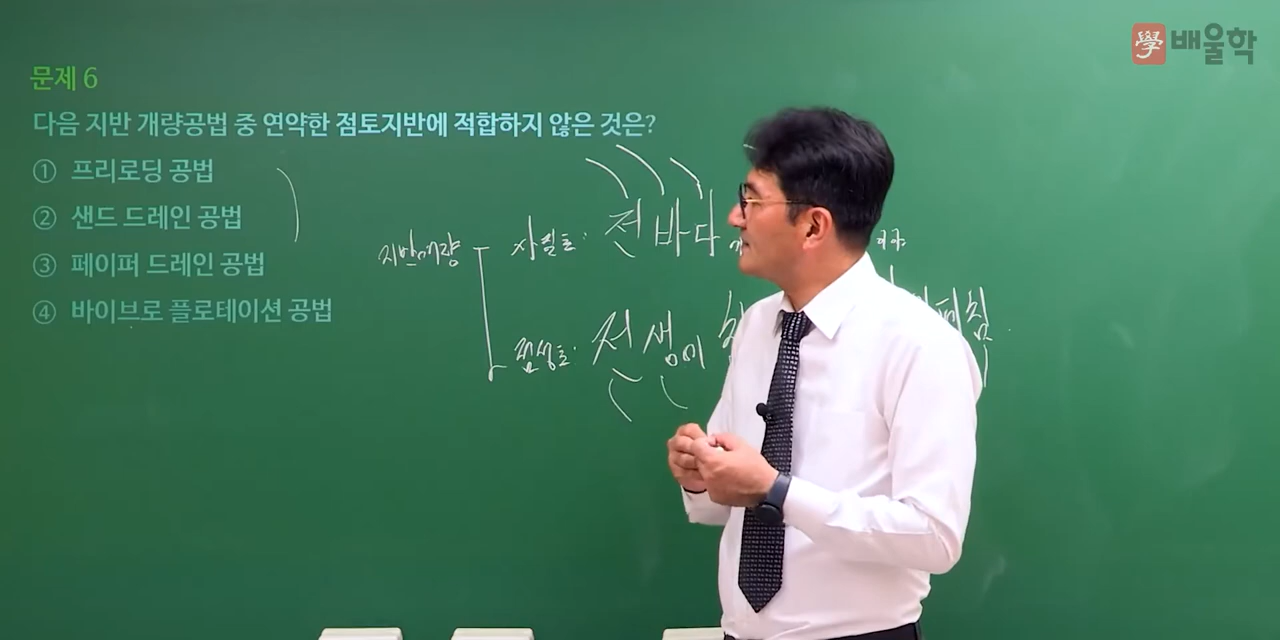 學 배울학
문제 6
다음 지반 개량공법 중 연약한 점토지반에 적합하지 않은 것은?
① 프리로딩 공법
② 샌드 드레인 공법
③ 페이퍼 드레인 공법
④ 바이브로 플로테이션 공법
지반개량
사질토: 전바다
점성토: 생